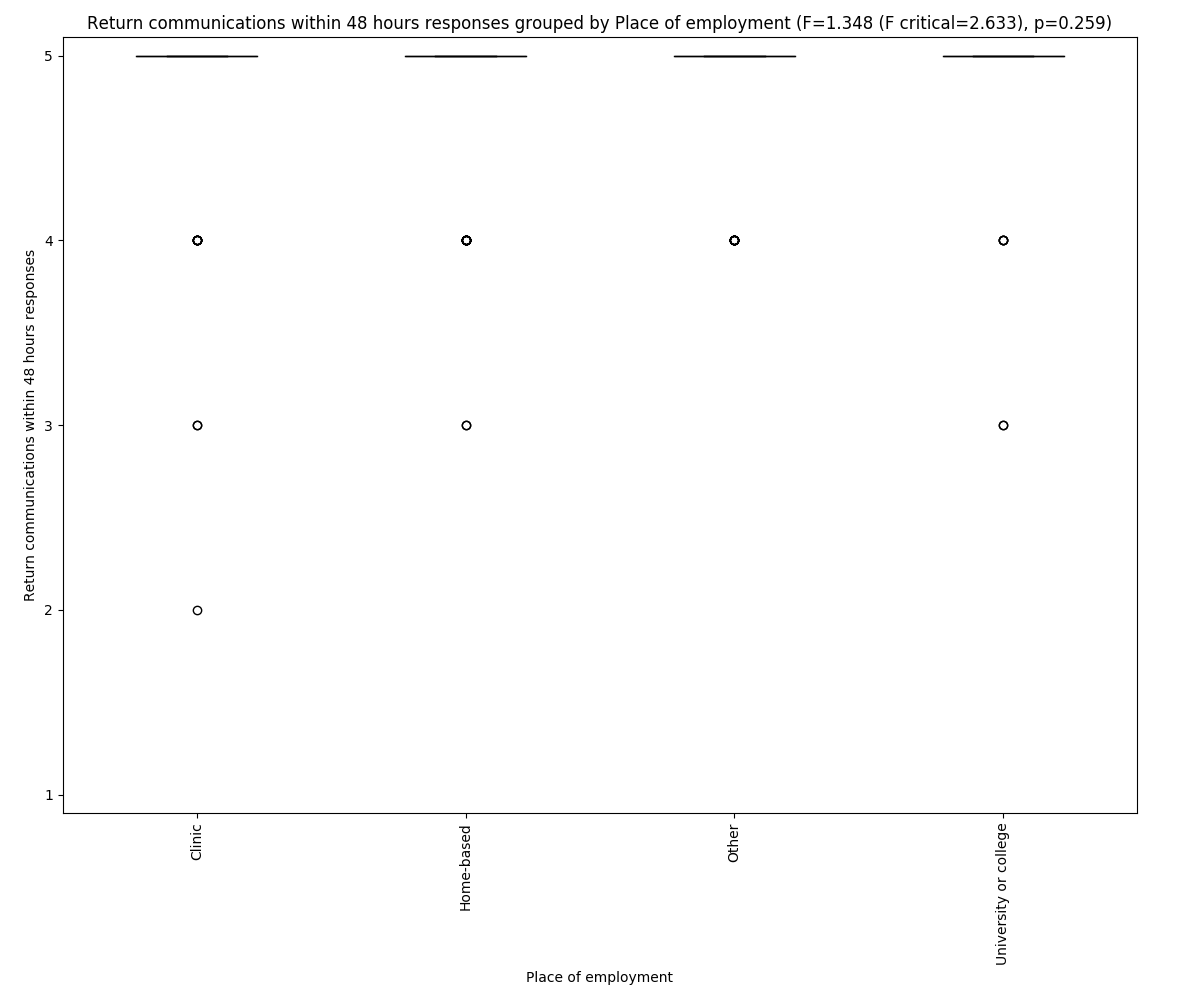 Return communications within 48 hours responses grouped by Place of employment (F=1.348 (F critical=2.633), p=0.259)
Return communications within 48 hours responses
5
4
3
2
1
Clinic
Home-based
Other
University or college
Place of employment